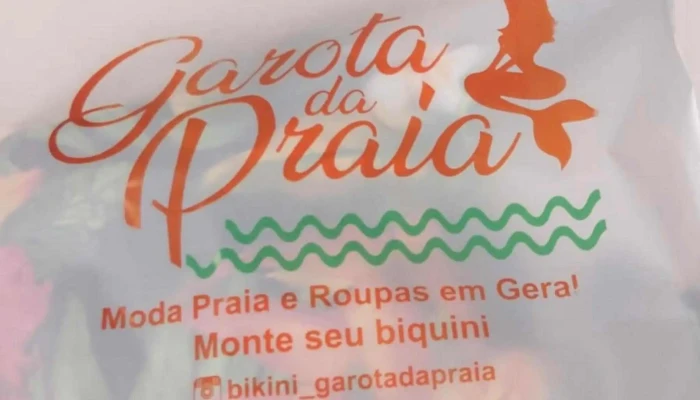 Garota
da
Praia
Moda Praia e Roupas em Geral
Monte seu biquini
bikini_garotadapraia